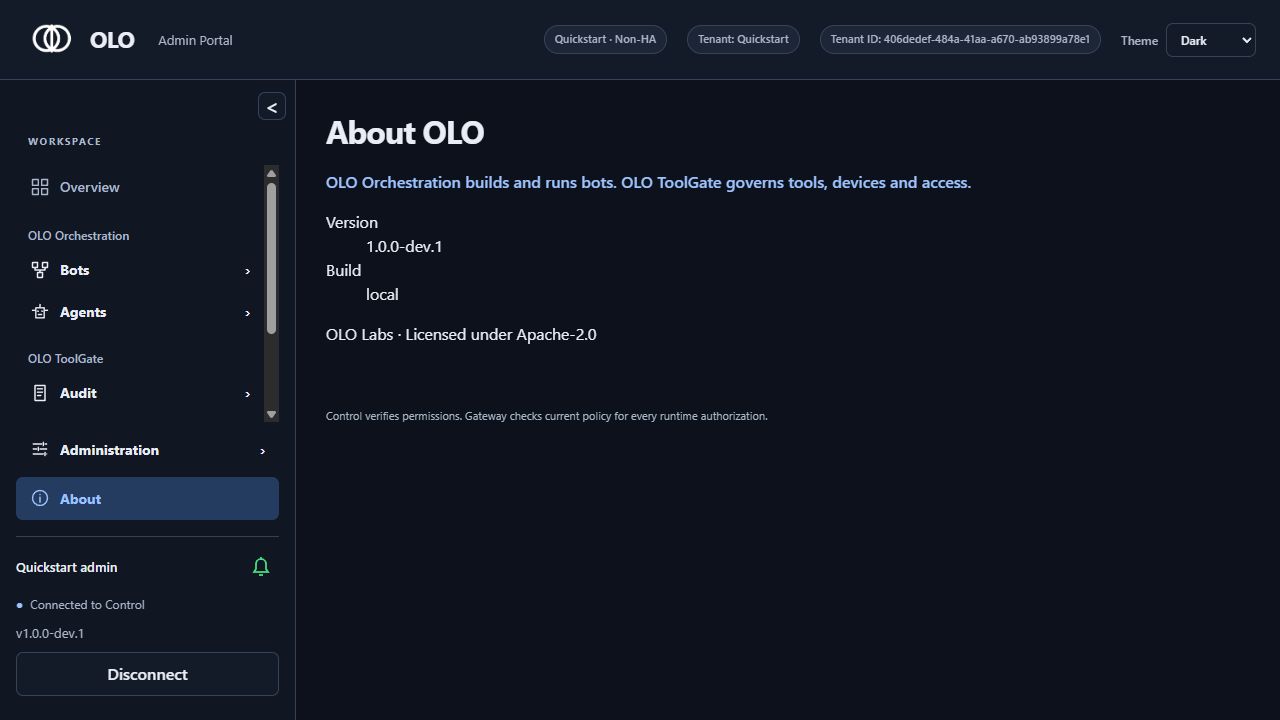 OLO
Admin Portal
Quickstart · Non-HA
Tenant: Quickstart
Tenant ID: 406dedef-484a-41aa-a670-ab93899a78e1
Theme
Dark
<
WORKSPACE
Overview
OLO Orchestration
Bots ›
Agents ›
OLO ToolGate
Audit ›
Administration ›
About
Quickstart admin
Connected to Control
v1.0.0-dev.1
Disconnect
About OLO
OLO Orchestration builds and runs bots. OLO ToolGate governs tools, devices and access.
Version
1.0.0-dev.1
Build
local
OLO Labs · Licensed under Apache-2.0
Control verifies permissions. Gateway checks current policy for every runtime authorization.